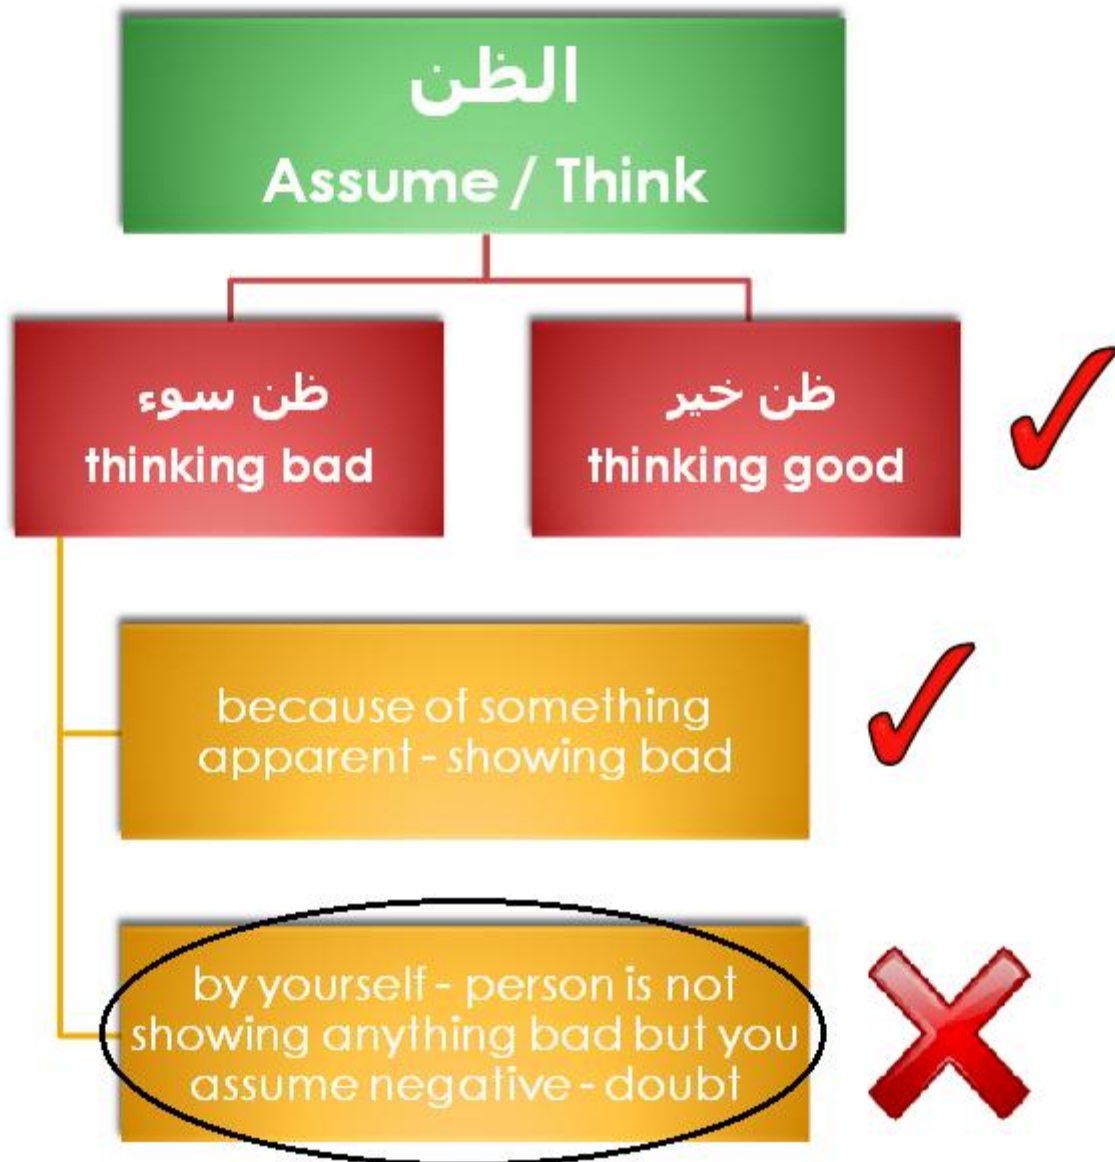 الظن
Assume / Think
ظن سوء
thinking bad
ظن خير
thinking good
because of something
apparent - showing bad
by yourself - person is not
showing anything bad but you
assume negative - doubt